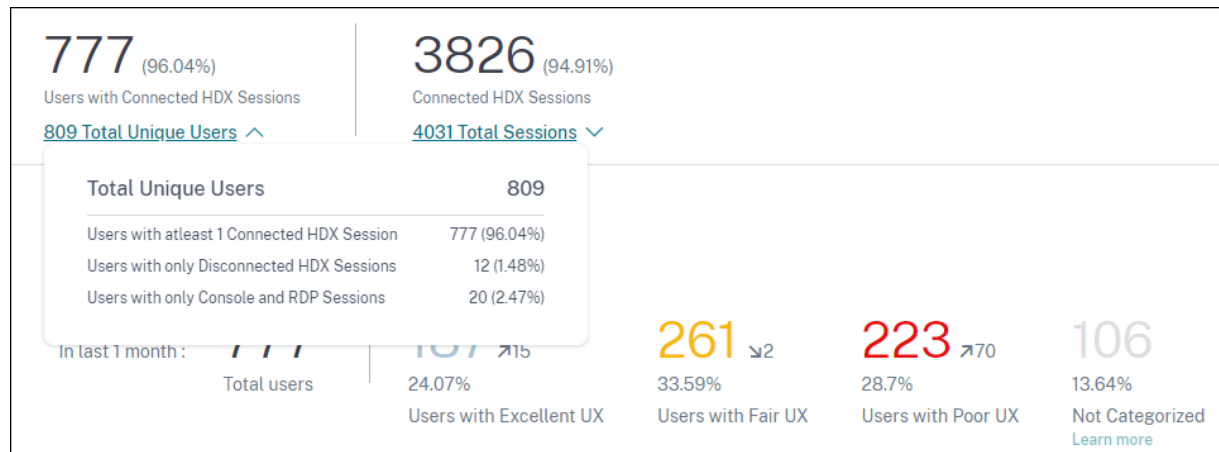 777 (96.04%)
Users with Connected HDX Sessions
809 Total Unique Users
3826 (94.91%)
Connected HDX Sessions
4031 Total Sessions
Total Unique Users 809
Users with atleast 1 Connected HDX Session 777 (96.04%)
Users with only Disconnected HDX Sessions 12 (1.48%)
Users with only Console and RDP Sessions 20 (2.47%)
In last 1 month : 777
Total users
187 ↗15
24.07%
Users with Excellent UX
261 ↘2
33.59%
Users with Fair UX
223 ↗70
28.7%
Users with Poor UX
106
13.64%
Not Categorized
Learn more